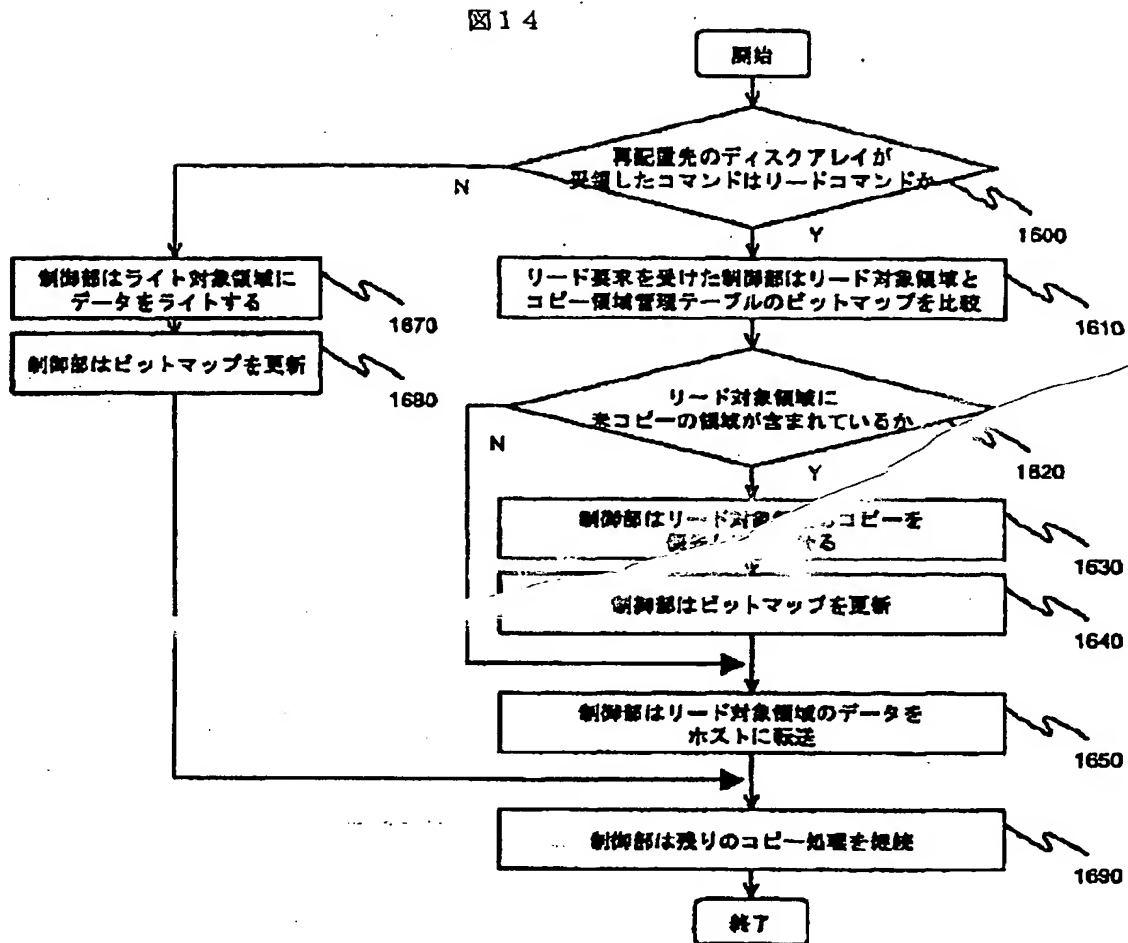 図14
開始
再配置先のディスクアレイが
受領したコマンドはリードコマンドか
N
Y
1600
制御部はライト対象領域に
データをライトする
1670
リード要求を受けた制御部はリード対象領域と
コピー領域管理テーブルのビットマップを比較
1610
制御部はビットマップを更新
1680
リード対象領域に
未コピーの領域が含まれているか
N
Y
1620
制御部はリード対象領域のコピーを
する
1630
制御部はビットマップを更新
1640
制御部はリード対象領域のデータを
ホストに転送
1650
制御部は残りのコピー処理を継続
1690
終了